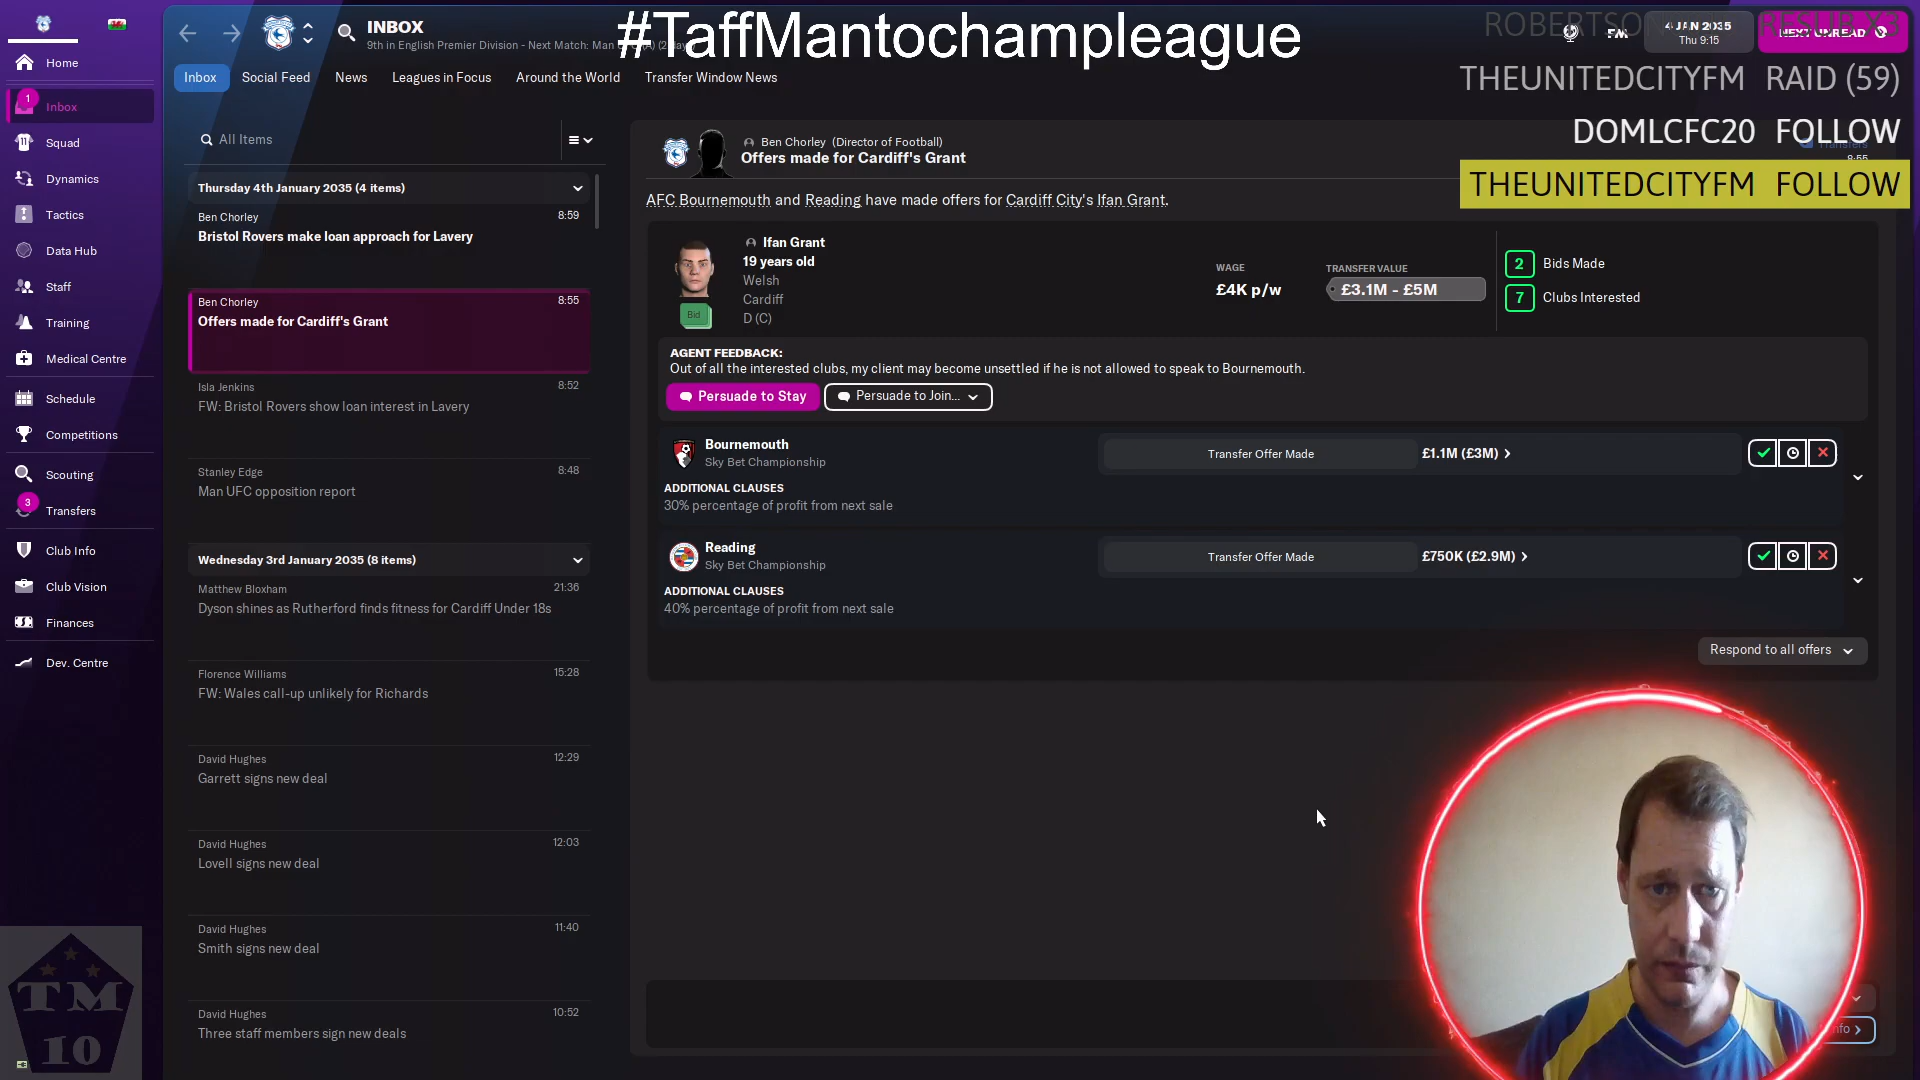 INBOX
9th in English Premier Division - Next Match: Man
#TaffMantochampleague
4 JAN 2035
Thu 9:15
NEXT UNREAD
THEUNITEDCITYFM RAID (59)
DOMLCFC20 FOLLOW
THEUNITEDCITYFM FOLLOW
Home
1
Inbox
Squad
Dynamics
Tactics
Data Hub
Staff
Training
Medical Centre
Schedule
Competitions
Scouting
3
Transfers
Club Info
Club Vision
Finances
Dev. Centre
TM
10
Inbox
Social Feed
News
Leagues in Focus
Around the World
Transfer Window News
All Items
Thursday 4th January 2035 (4 items)
Ben Chorley 8:59
Bristol Rovers make loan approach for Lavery
Ben Chorley 8:55
Offers made for Cardiff's Grant
Isla Jenkins 8:52
FW: Bristol Rovers show loan interest in Lavery
Stanley Edge 8:48
Man UFC opposition report
Wednesday 3rd January 2035 (8 items)
Matthew Bloxham 21:36
Dyson shines as Rutherford finds fitness for Cardiff Under 18s
Florence Williams 15:28
FW: Wales call-up unlikely for Richards
David Hughes 12:29
Garrett signs new deal
David Hughes 12:03
Lovell signs new deal
David Hughes 11:40
Smith signs new deal
David Hughes 10:52
Three staff members sign new deals
Ben Chorley (Director of Football)
Offers made for Cardiff's Grant
Transfers
AFC Bournemouth and Reading have made offers for Cardiff City's Ifan Grant.
Ifan Grant
19 years old
Welsh
Cardiff
D (C)
Bid
WAGE
£4K p/w
TRANSFER VALUE
£3.1M - £5M
2 Bids Made
7 Clubs Interested
AGENT FEEDBACK:
Out of all the interested clubs, my client may become unsettled if he is not allowed to speak to Bournemouth.
Persuade to Stay
Persuade to Join...
Bournemouth
Sky Bet Championship
Transfer Offer Made
£1.1M (£3M)
ADDITIONAL CLAUSES
30% percentage of profit from next sale
Reading
Sky Bet Championship
Transfer Offer Made
£750K (£2.9M)
ADDITIONAL CLAUSES
40% percentage of profit from next sale
Respond to all offers